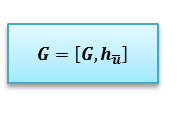 G = [G, h_ū]